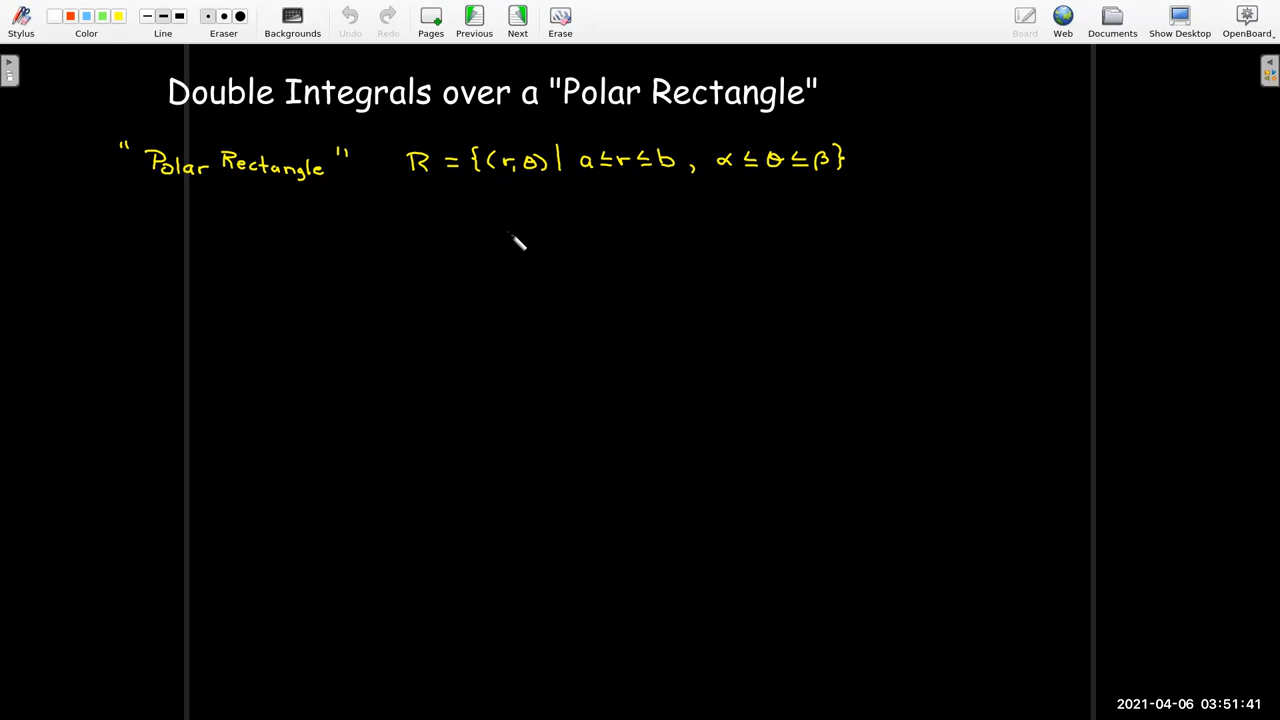 Stylus Color Line Eraser Backgrounds Undo Redo Pages Previous Next Erase Board Web Documents Show Desktop OpenBoard
Double Integrals over a "Polar Rectangle"
"Polar Rectangle" R = {(r,θ) | a≤r≤b , α≤θ≤β}
2021-04-06 03:51:41